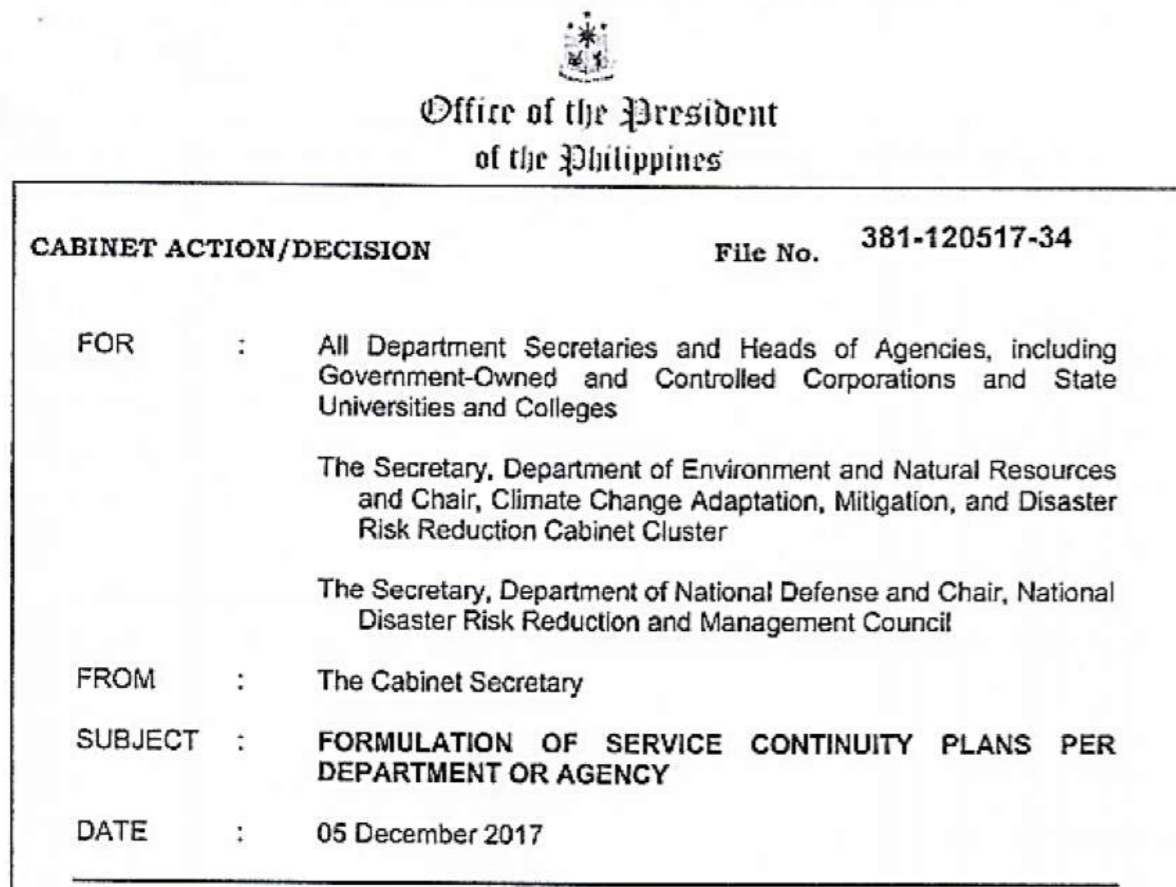 Office of the President
of the Philippines
CABINET ACTION/DECISION File No. 381-120517-34
FOR : All Department Secretaries and Heads of Agencies, including
Government-Owned and Controlled Corporations and State
Universities and Colleges
The Secretary, Department of Environment and Natural Resources
and Chair, Climate Change Adaptation, Mitigation, and Disaster
Risk Reduction Cabinet Cluster
The Secretary, Department of National Defense and Chair, National
Disaster Risk Reduction and Management Council
FROM : The Cabinet Secretary
SUBJECT : FORMULATION OF SERVICE CONTINUITY PLANS PER
DEPARTMENT OR AGENCY
DATE : 05 December 2017